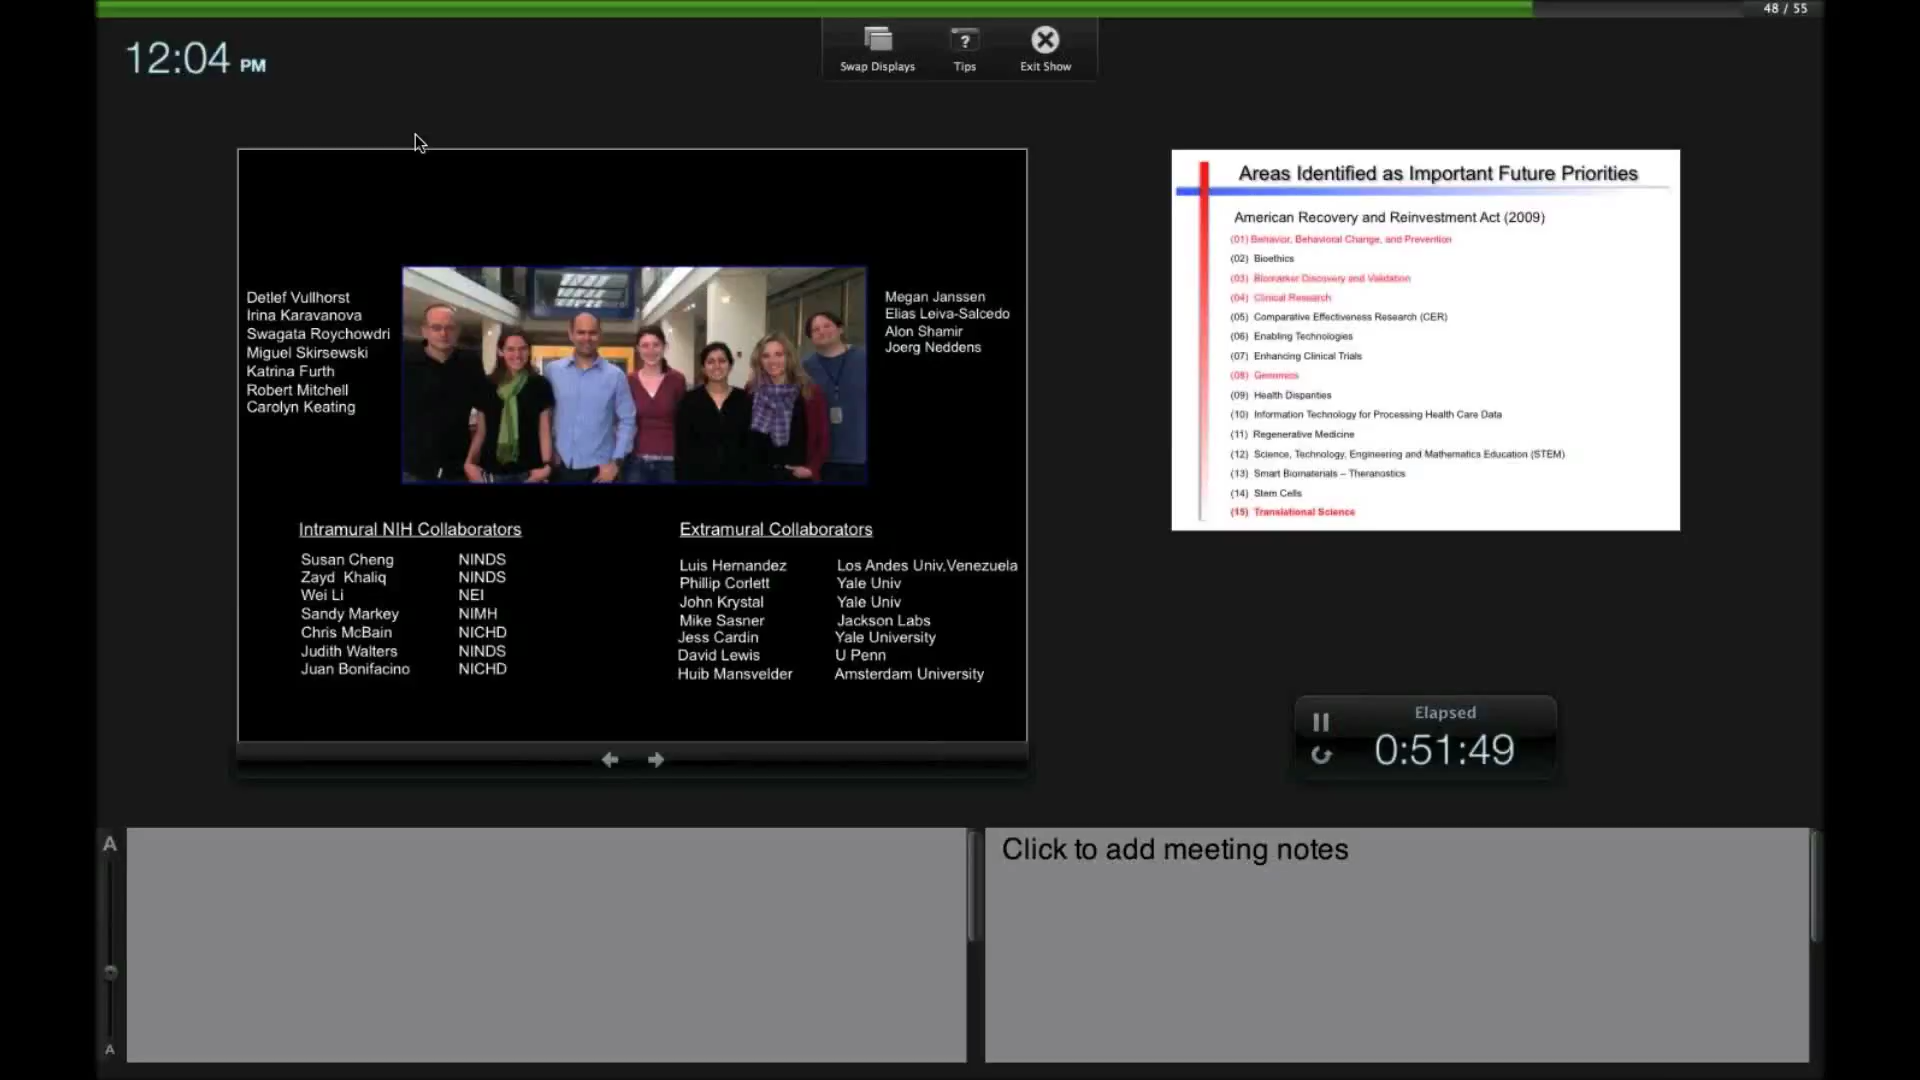 48 / 55
12:04 PM
Swap Displays
Tips
Exit Show
Detlef Vullhorst
Irina Karavanova
Swagata Roychowdri
Miguel Skirsewski
Katrina Furth
Robert Mitchell
Carolyn Keating
Megan Janssen
Elias Leiva-Salcedo
Alon Shamir
Joerg Neddens
Intramural NIH Collaborators
Susan Cheng NINDS
Zayd Khaliq NINDS
Wei Li NEI
Sandy Markey NIMH
Chris McBain NICHD
Judith Walters NINDS
Juan Bonifacino NICHD
Extramural Collaborators
Luis Hernandez Los Andes Univ,Venezuela
Phillip Corlett Yale Univ
John Krystal Yale Univ
Mike Sasner Jackson Labs
Jess Cardin Yale University
David Lewis U Penn
Huib Mansvelder Amsterdam University
Areas Identified as Important Future Priorities
American Recovery and Reinvestment Act (2009)
(01) Behavior, Behavioral Change, and Prevention
(02) Bioethics
(03) Biomarker Discovery and Validation
(04) Clinical Research
(05) Comparative Effectiveness Research (CER)
(06) Enabling Technologies
(07) Enhancing Clinical Trials
(08) Genomics
(09) Health Disparities
(10) Information Technology for Processing Health Care Data
(11) Regenerative Medicine
(12) Science, Technology, Engineering and Mathematics Education (STEM)
(13) Smart Biomaterials – Theranostics
(14) Stem Cells
(15) Translational Science
Elapsed
0:51:49
A
A
Click to add meeting notes